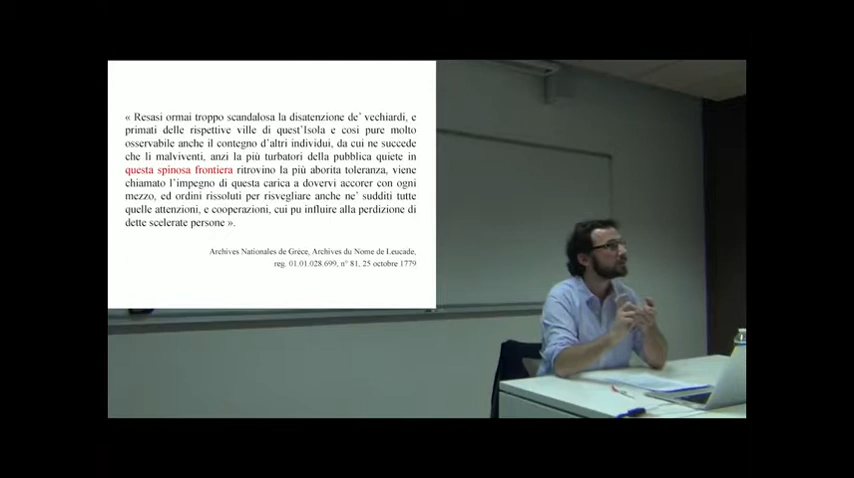 « Resasi ormai troppo scandalosa la disatenzione de' vechiardi, e
primati delle rispettive ville di quest'Isola e cosi pure molto
osservabile anche il contegno d'altri individui, da cui ne succede
che li malviventi, anzi la più turbatori della pubblica quiete in
questa spinosa frontiera ritrovino la più aborita toleranza, viene
chiamato l'impegno di questa carica a dovervi accorer con ogni
mezzo, ed ordini rissoluti per risvegliare anche ne' sudditi tutte
quelle attenzioni, e cooperazioni, cui pu influire alla perdizione di
dette scelerate persone ».
Archives Nationales de Grèce, Archives du Nome de Leucade,
reg. 01.01.028.699, n° 81, 25 octobre 1779